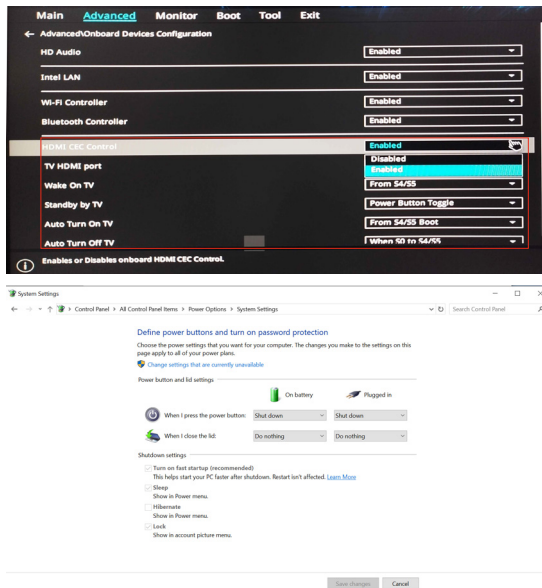 Main Advanced Monitor Boot Tool Exit
← Advanced\Onboard Devices Configuration
HD Audio Enabled
Intel LAN Enabled
Wi-Fi Controller Enabled
Bluetooth Controller Enabled
HDMI CEC Control Enabled
Disabled
TV HDMI port Enabled
Wake On TV From S4/S5
Standby by TV Power Button Toggle
Auto Turn On TV From S4/S5 Boot
Auto Turn Off TV When S0 to S4/S5
Enables or Disables onboard HDMI CEC Control.
System Settings
Control Panel > All Control Panel Items > Power Options > System Settings Search Control Panel
Define power buttons and turn on password protection
Choose the power settings that you want for your computer. The changes you make to the settings on this
page apply to all of your power plans.
Change settings that are currently unavailable
Power button and lid settings
On battery Plugged in
When I press the power button: Shut down Shut down
When I close the lid: Do nothing Do nothing
Shutdown settings
Turn on fast startup (recommended)
This helps start your PC faster after shutdown. Restart isn't affected. Learn More
Sleep
Show in Power menu.
Hibernate
Show in Power menu.
Lock
Show in account picture menu.
Save changes Cancel